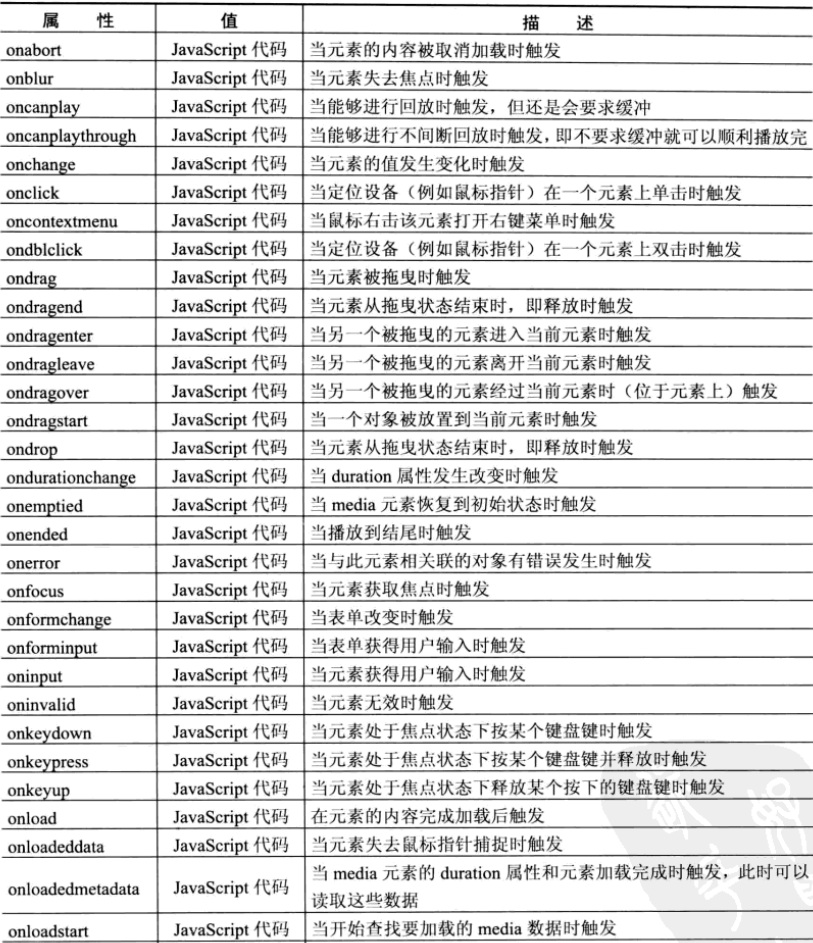 属 性 值 描 述
onabort JavaScript 代码 当元素的内容被取消加载时触发
onblur JavaScript 代码 当元素失去焦点时触发
oncanplay JavaScript 代码 当能够进行回放时触发，但还是会要求缓冲
oncanplaythrough JavaScript 代码 当能够进行不间断回放时触发，即不要求缓冲就可以顺利播放完
onchange JavaScript 代码 当元素的值发生变化时触发
onclick JavaScript 代码 当定位设备（例如鼠标指针）在一个元素上单击时触发
oncontextmenu JavaScript 代码 当鼠标右击该元素打开右键菜单时触发
ondblclick JavaScript 代码 当定位设备（例如鼠标指针）在一个元素上双击时触发
ondrag JavaScript 代码 当元素被拖曳时触发
ondragend JavaScript 代码 当元素从拖曳状态结束时，即释放时触发
ondragenter JavaScript 代码 当另一个被拖曳的元素进入当前元素时触发
ondragleave JavaScript 代码 当另一个被拖曳的元素离开当前元素时触发
ondragover JavaScript 代码 当另一个被拖曳的元素经过当前元素时（位于元素上）触发
ondragstart JavaScript 代码 当一个对象被放置到当前元素时触发
ondrop JavaScript 代码 当元素从拖曳状态结束时，即释放时触发
ondurationchange JavaScript 代码 当 duration 属性发生改变时触发
onemptied JavaScript 代码 当 media 元素恢复到初始状态时触发
onended JavaScript 代码 当播放到结尾时触发
onerror JavaScript 代码 当与此元素相关联的对象有错误发生时触发
onfocus JavaScript 代码 当元素获取焦点时触发
onformchange JavaScript 代码 当表单改变时触发
onforminput JavaScript 代码 当表单获得用户输入时触发
oninput JavaScript 代码 当元素获得用户输入时触发
oninvalid JavaScript 代码 当元素无效时触发
onkeydown JavaScript 代码 当元素处于焦点状态下按某个键盘键时触发
onkeypress JavaScript 代码 当元素处于焦点状态下按某个键盘键并释放时触发
onkeyup JavaScript 代码 当元素处于焦点状态下释放某个按下的键盘键时触发
onload JavaScript 代码 在元素的内容完成加载后触发
onloadeddata JavaScript 代码 当元素失去鼠标指针捕捉时触发
onloadedmetadata JavaScript 代码 当 media 元素的 duration 属性和元素加载完成时触发，此时可以
读取这些数据
onloadstart JavaScript 代码 当开始查找要加载的 media 数据时触发